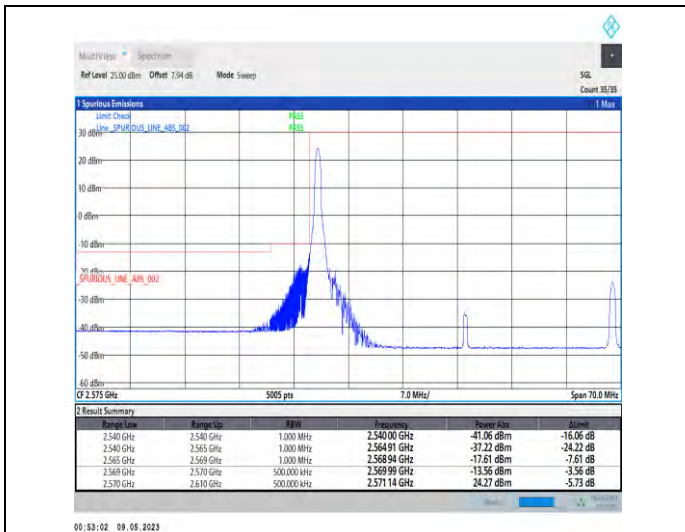 MultiView Spectrum
Ref Level 25.00 dBm Offset 7.94 dB Mode Sweep SGL
Count 35/35
1 Spurious Emissions 1 Max
Limit Check PASS
Line _SPURIOUS_LINE_ABS_002 PASS
30 dBm
20 dBm
10 dBm
0 dBm
-10 dBm
-20 dBm
_SPURIOUS_LINE_ABS_002
-30 dBm
-40 dBm
-50 dBm
-60 dBm
CF 2.575 GHz 5005 pts 7.0 MHz/ Span 70.0 MHz
2 Result Summary
Range Low Range Up RBW Frequency Power Abs ΔLimit
2.540 GHz 2.540 GHz 1.000 MHz 2.540 00 GHz -41.06 dBm -16.06 dB
2.540 GHz 2.565 GHz 1.000 MHz 2.564 91 GHz -37.22 dBm -24.22 dB
2.565 GHz 2.569 GHz 1.000 MHz 2.568 94 GHz -17.61 dBm -7.61 dB
2.569 GHz 2.570 GHz 500.000 kHz 2.569 99 GHz -13.56 dBm -3.56 dB
2.570 GHz 2.610 GHz 500.000 kHz 2.571 14 GHz 24.27 dBm -5.73 dB
00:53:02 09.05.2023